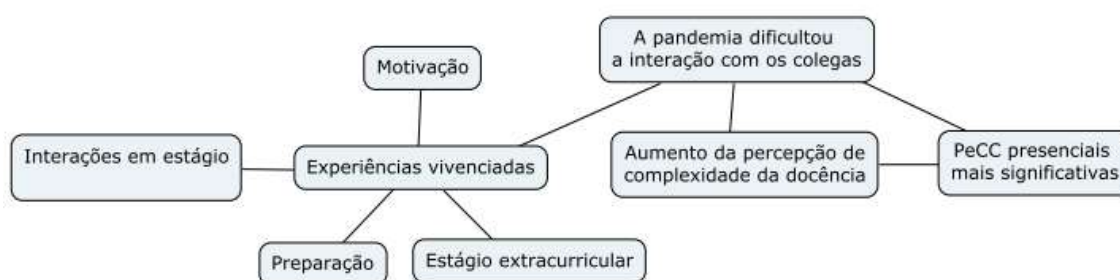 A pandemia dificultou
a interação com os colegas
Motivação
Interações em estágio
Experiências vivenciadas
Aumento da percepção de
complexidade da docência
PeCC presenciais
mais significativas
Preparação
Estágio extracurricular